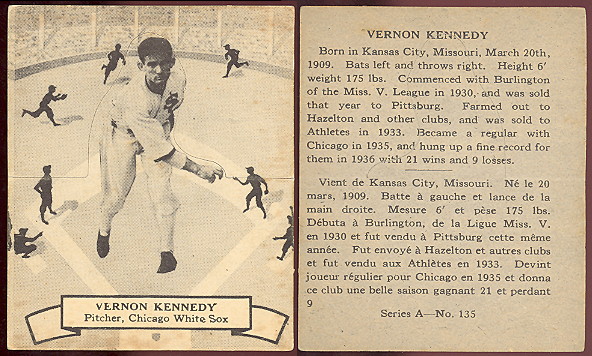 VERNON KENNEDY
Pitcher, Chicago White Sox
VERNON KENNEDY
Born in Kansas City, Missouri, March 20th,
1909. Bats left and throws right. Height 6'
weight 175 lbs. Commenced with Burlington
of the Miss. V. League in 1930, and was sold
that year to Pittsburg. Farmed out to
Hazelton and other clubs, and was sold to
Athletes in 1933. Became a regular with
Chicago in 1935, and hung up a fine record for
them in 1936 with 21 wins and 9 losses.
Vient de Kansas City, Missouri. Né le 20
mars, 1909. Batte à gauche et lance de la
main droite. Mesure 6' et pèse 175 lbs.
Débuta à Burlington, de la Ligue Miss. V.
en 1930 et fut vendu à Pittsburg cette même
année. Fut envoyé à Hazelton et autres clubs
et fut vendu aux Athlètes en 1933. Devint
joueur régulier pour Chicago en 1935 et donna
ce club une belle saison gagnant 21 et perdant
9
Series A—No. 135